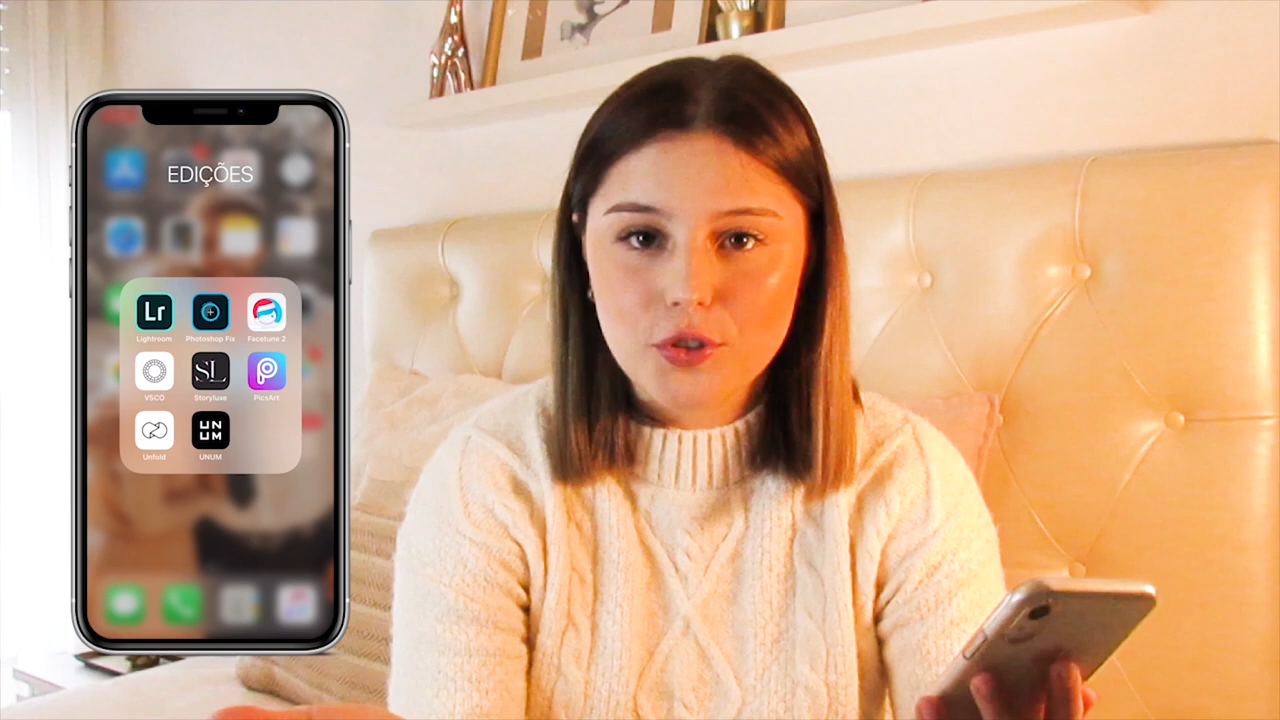 EDIÇÕES
Lr
Lightroom
Photoshop Fix
Facetune 2
VSCO
SL
Storyluxe
PicsArt
Unfold
UN
UM
UNUM